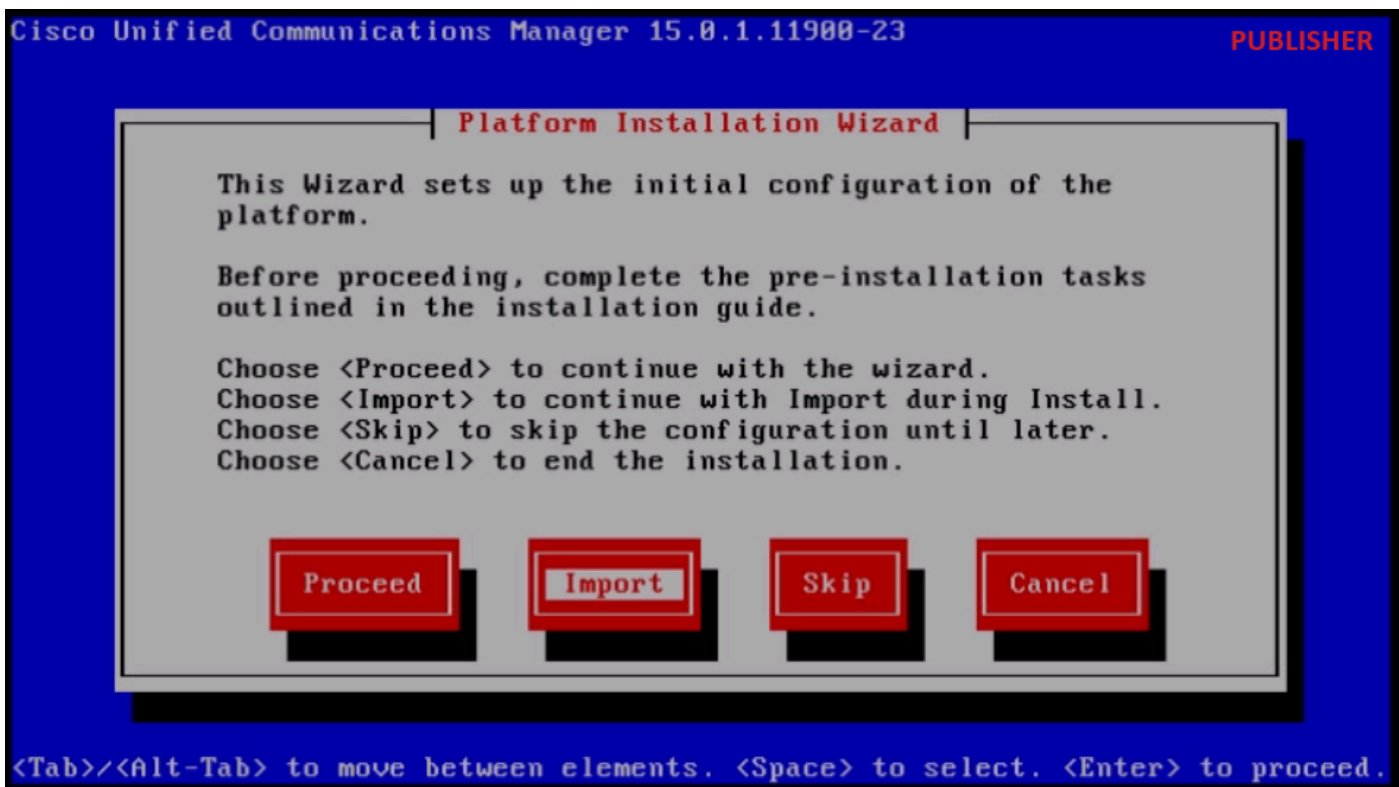 Cisco Unified Communications Manager 15.0.1.11900-23
PUBLISHER
Platform Installation Wizard
This Wizard sets up the initial configuration of the
platform.
Before proceeding, complete the pre-installation tasks
outlined in the installation guide.
Choose <Proceed> to continue with the wizard.
Choose <Import> to continue with Import during Install.
Choose <Skip> to skip the configuration until later.
Choose <Cancel> to end the installation.
Proceed Import Skip Cancel
<Tab>/<Alt-Tab> to move between elements. <Space> to select. <Enter> to proceed.